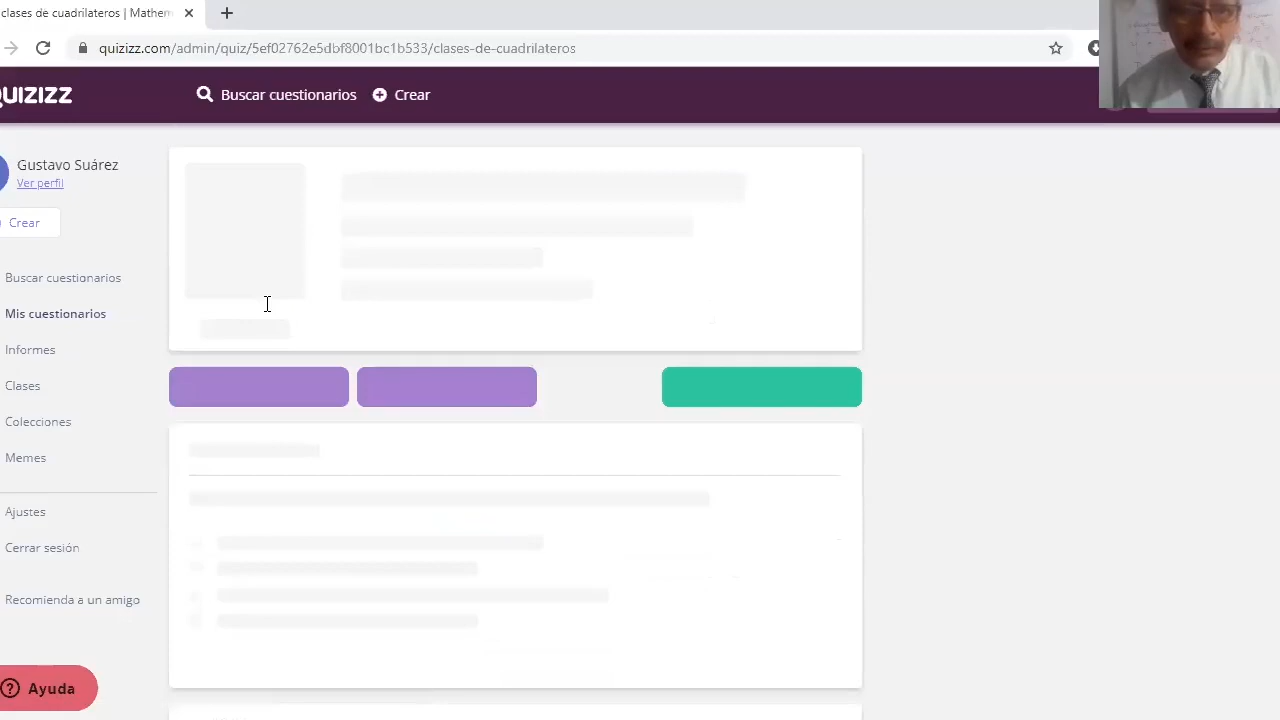 clases de cuadrilateros | Mathem
quizizz.com/admin/quiz/5ef02762e5dbf8001bc1b533/clases-de-cuadrilateros
QUIZIZZ
Buscar cuestionarios
Crear
Gustavo Suárez
Ver perfil
Crear
Buscar cuestionarios
Mis cuestionarios
Informes
Clases
Colecciones
Memes
Ajustes
Cerrar sesión
Recomienda a un amigo
Ayuda